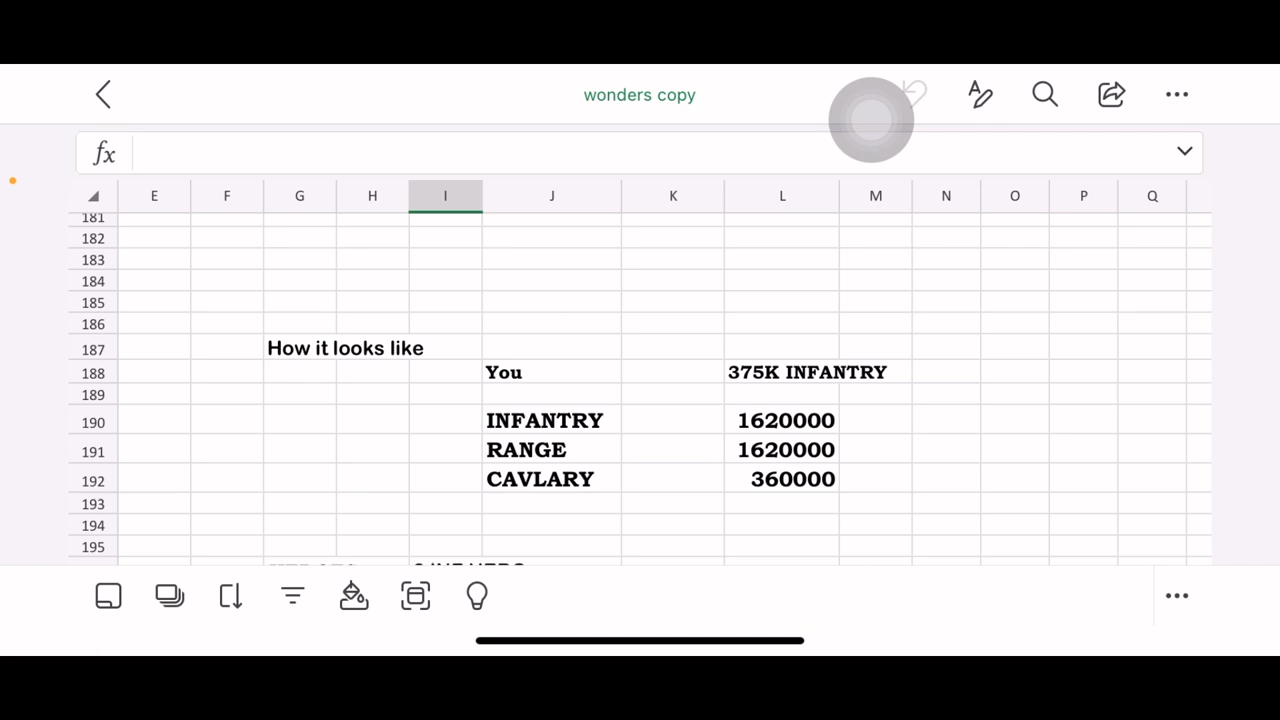 wonders copy
fx
E F G H I J K L M N O P Q
181
182
183
184
185
186
187 How it looks like
188 You 375K INFANTRY
189
190 INFANTRY 1620000
191 RANGE 1620000
192 CAVLARY 360000
193
194
195